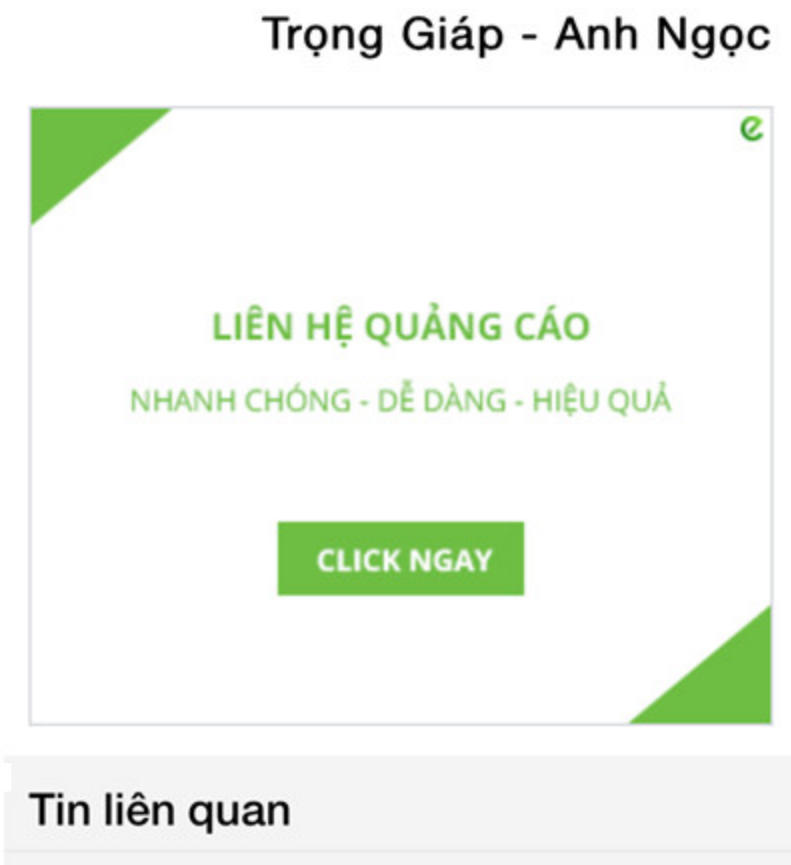 Trọng Giáp - Anh Ngọc
e
LIÊN HỆ QUẢNG CÁO
NHANH CHÓNG - DỄ DÀNG - HIỆU QUẢ
CLICK NGAY
Tin liên quan